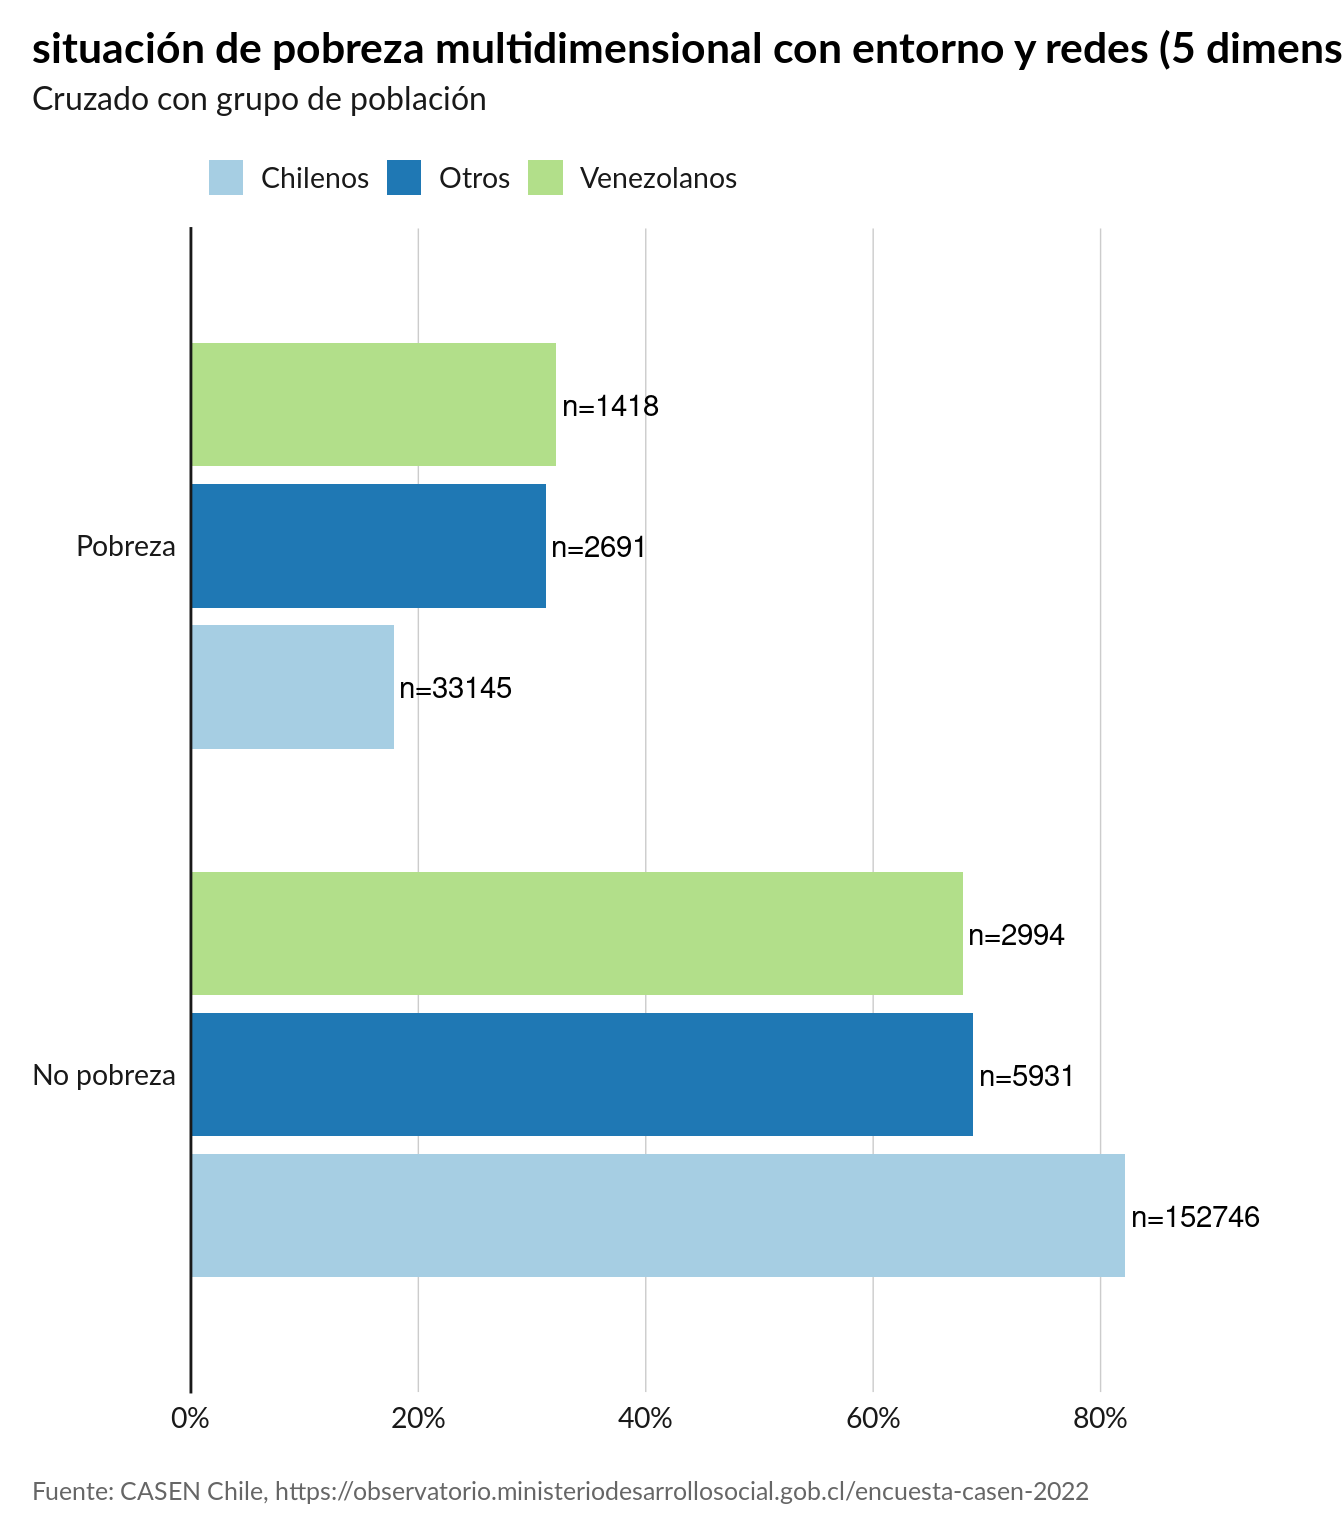 situación de pobreza multidimensional con entorno y redes (5 dimens
Cruzado con grupo de población
Chilenos Otros Venezolanos
n=1418
Pobreza n=2691
n=33145
n=2994
No pobreza n=5931
n=152746
0% 20% 40% 60% 80%
Fuente: CASEN Chile, https://observatorio.ministeriodesarrollosocial.gob.cl/encuesta-casen-2022